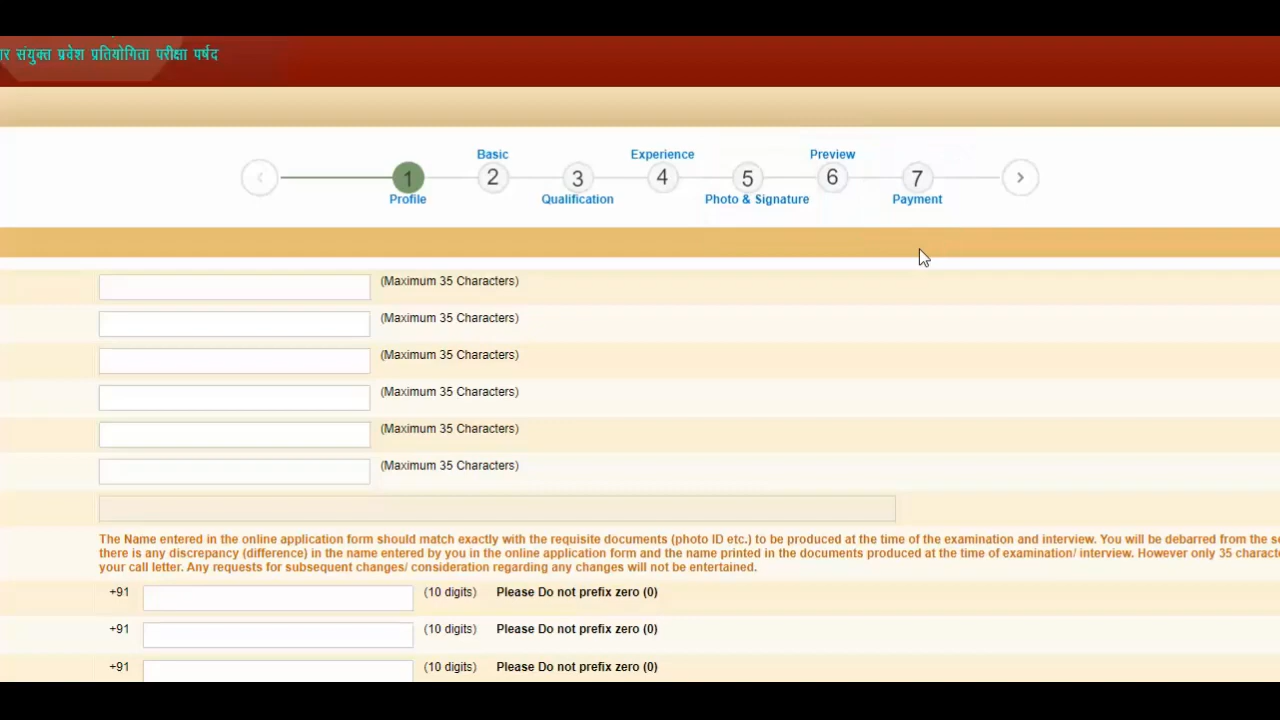 संयुक्त प्रवेश प्रतियोगिता परीक्षा पर्षद
Basic Experience Preview
1 2 3 4 5 6 7
Profile Qualification Photo & Signature Payment
(Maximum 35 Characters)
(Maximum 35 Characters)
(Maximum 35 Characters)
(Maximum 35 Characters)
(Maximum 35 Characters)
(Maximum 35 Characters)
The Name entered in the online application form should match exactly with the requisite documents (photo ID etc.) to be produced at the time of the examination and interview. You will be debarred from the
there is any discrepancy (difference) in the name entered by you in the online application form and the name printed in the documents produced at the time of examination/ interview. However only 35
your call letter. Any requests for subsequent changes/ consideration regarding any changes will not be entertained.
+91 (10 digits) Please Do not prefix zero (0)
+91 (10 digits) Please Do not prefix zero (0)
+91 (10 digits) Please Do not prefix zero (0)